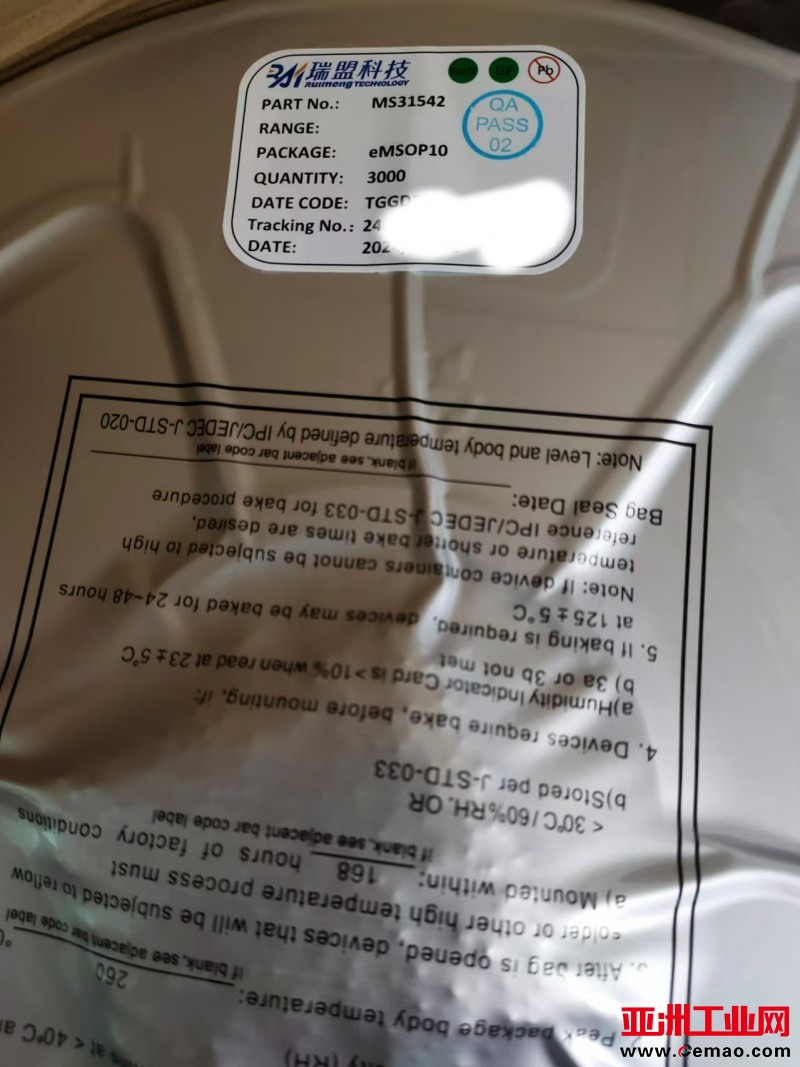 瑞盟科技
Ruimeng TECHNOLOGY
Pb
PART No.: MS31542
RANGE:
PACKAGE: eMSOP10
QUANTITY: 3000
DATE CODE: TGGD
Tracking No.: 24
DATE: 202
QA
PASS
02
Peak package body temperature: 260
If blank, see adjacent bar code label
3. After bag is opened, devices that will be subjected to reflow
solder or other high temperature process must
a) Mounted within: 168 hours of factory conditions
If blank, see adjacent bar code label
< 30°C/60%RH, OR
b)Stored per J-STD-033
4. Devices require bake, before mounting, if:
a)Humidity Indicator Card is >10% when read at 23±5°C
b) 3a or 3b not met
5. If baking is required, devices may be baked for 24~48 hours
at 125±5°C
Note: If device containers cannot be subjected to high
temperature or shorter bake times are desired,
reference IPC/JEDEC J-STD-033 for bake procedure
Bag Seal Date:
If blank, see adjacent bar code label
Note: Level and body temperature defined by IPC/JEDEC J-STD-020
亚洲工业网
www.Cemao.com